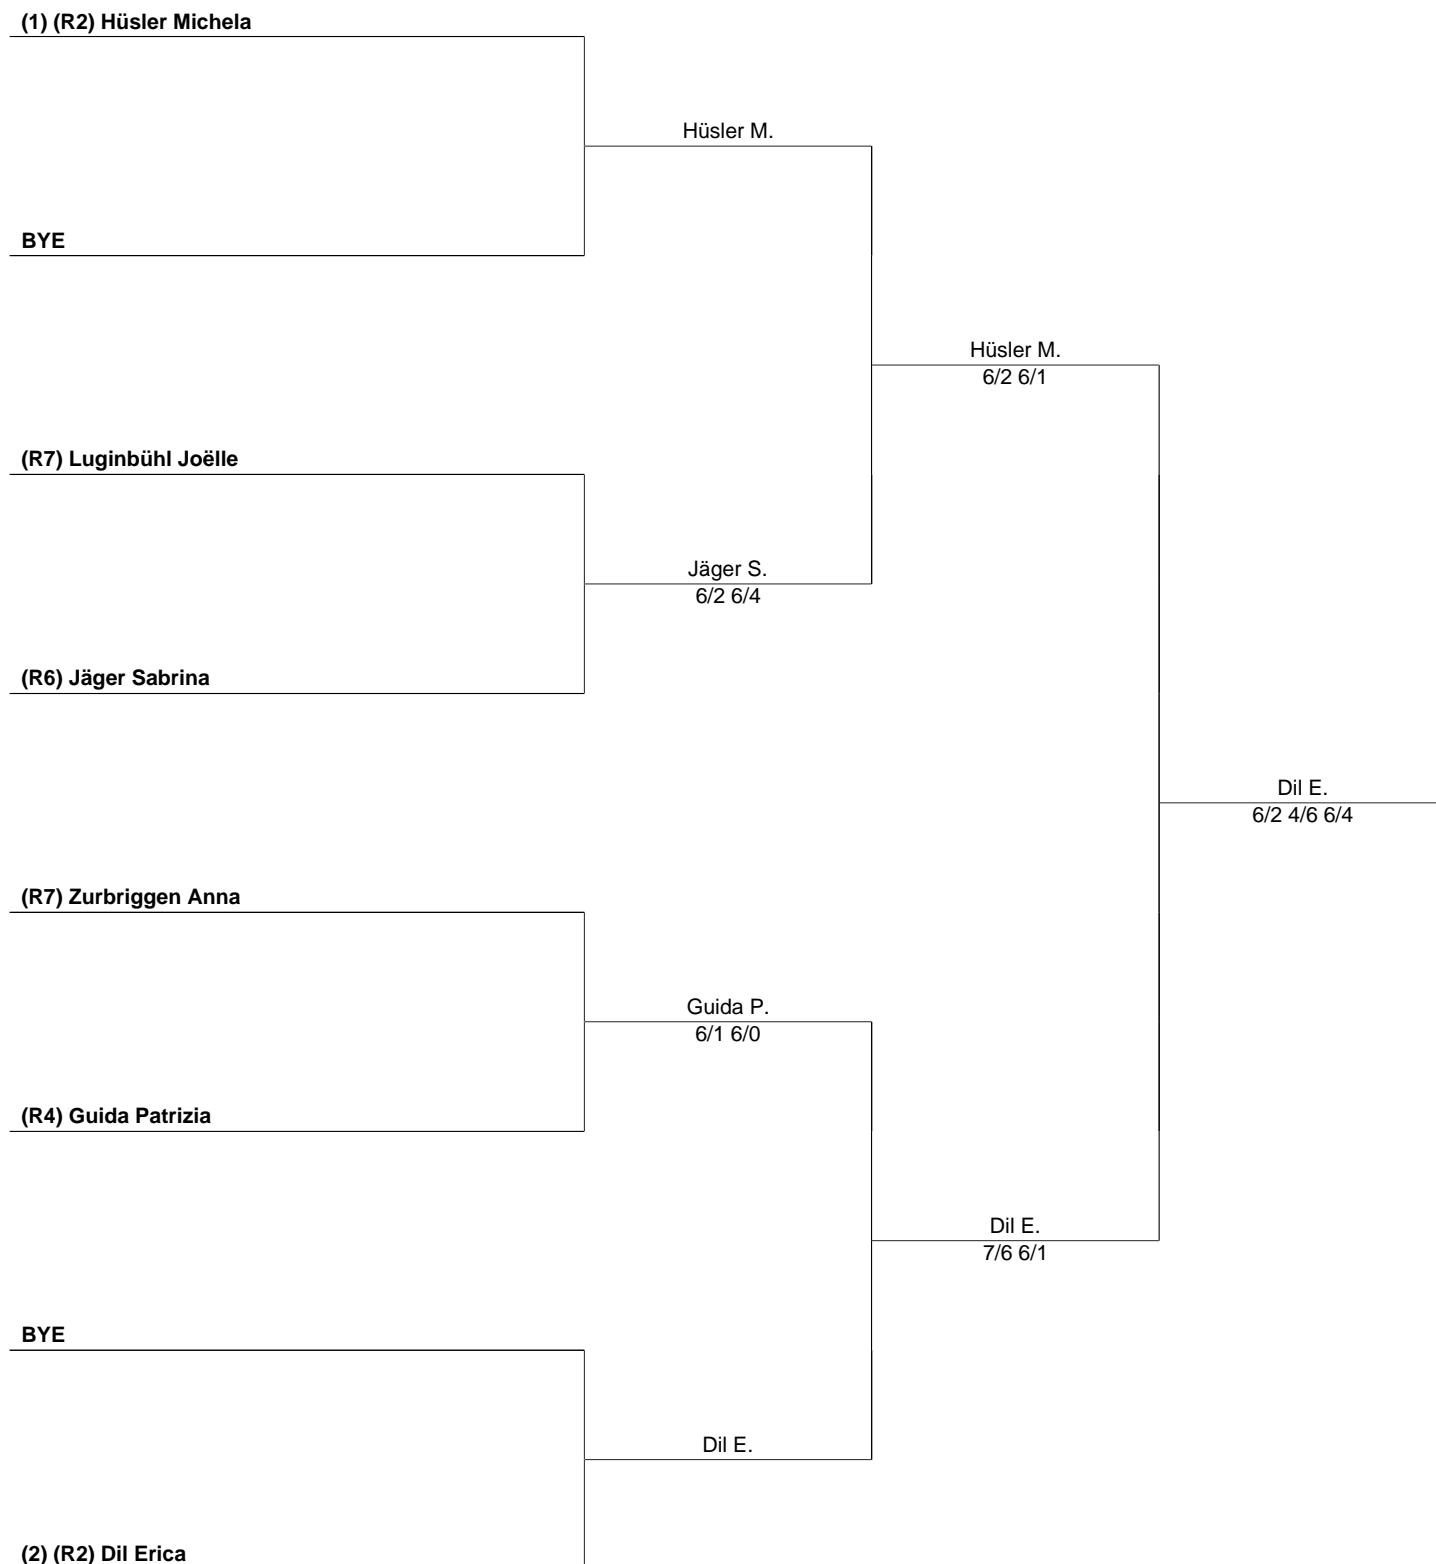 (1) (R2) Hüsler Michela
Hüsler M.
BYE
Hüsler M.
6/2 6/1
(R7) Luginbühl Joëlle
Jäger S.
6/2 6/4
(R6) Jäger Sabrina
Dil E.
6/2 4/6 6/4
(R7) Zurbriggen Anna
Guida P.
6/1 6/0
(R4) Guida Patrizia
Dil E.
7/6 6/1
BYE
Dil E.
(2) (R2) Dil Erica